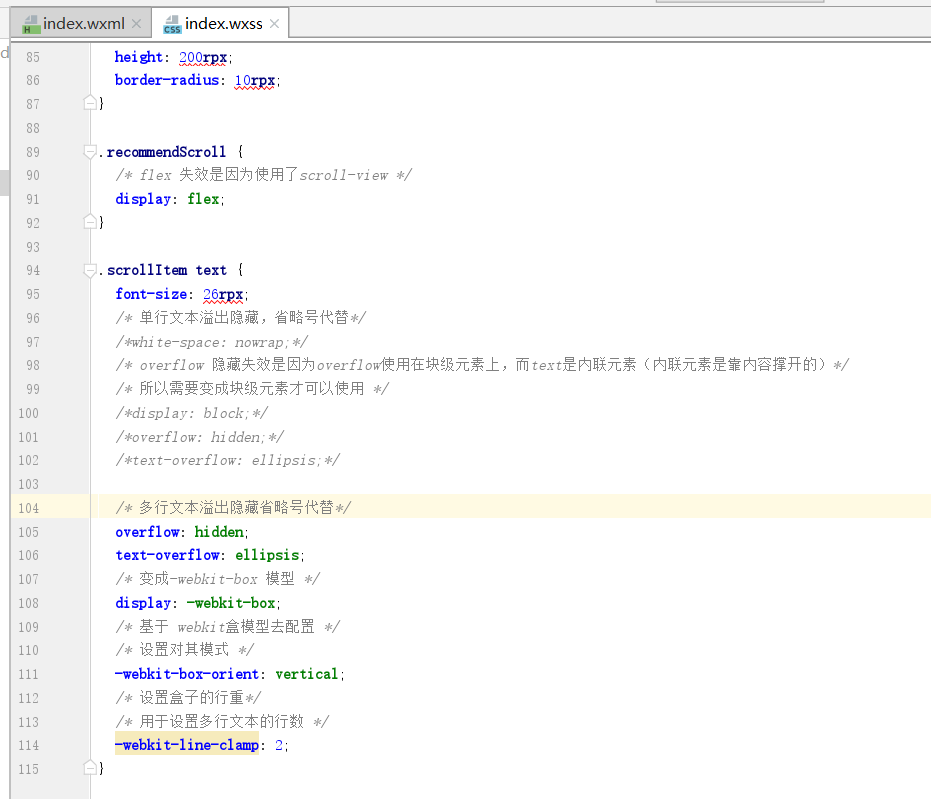 index.wxml
index.wxss
d
85 height: 200rpx;
86 border-radius: 10rpx;
87 }
88
89 .recommendScroll {
90 /* flex 失效是因为使用了scroll-view */
91 display: flex;
92 }
93
94 .scrollItem text {
95 font-size: 26rpx;
96 /* 单行文本溢出隐藏，省略号代替*/
97 /*white-space: nowrap;*/
98 /* overflow 隐藏失效是因为overflow使用在块级元素上，而text是内联元素（内联元素是靠内容撑开的）*/
99 /* 所以需要变成块级元素才可以使用 */
100 /*display: block;*/
101 /*overflow: hidden;*/
102 /*text-overflow: ellipsis;*/
103
104 /* 多行文本溢出隐藏省略号代替*/
105 overflow: hidden;
106 text-overflow: ellipsis;
107 /* 变成-webkit-box 模型 */
108 display: -webkit-box;
109 /* 基于 webkit盒模型去配置 */
110 /* 设置对其模式 */
111 -webkit-box-orient: vertical;
112 /* 设置盒子的行重*/
113 /* 用于设置多行文本的行数 */
114 -webkit-line-clamp: 2;
115 }